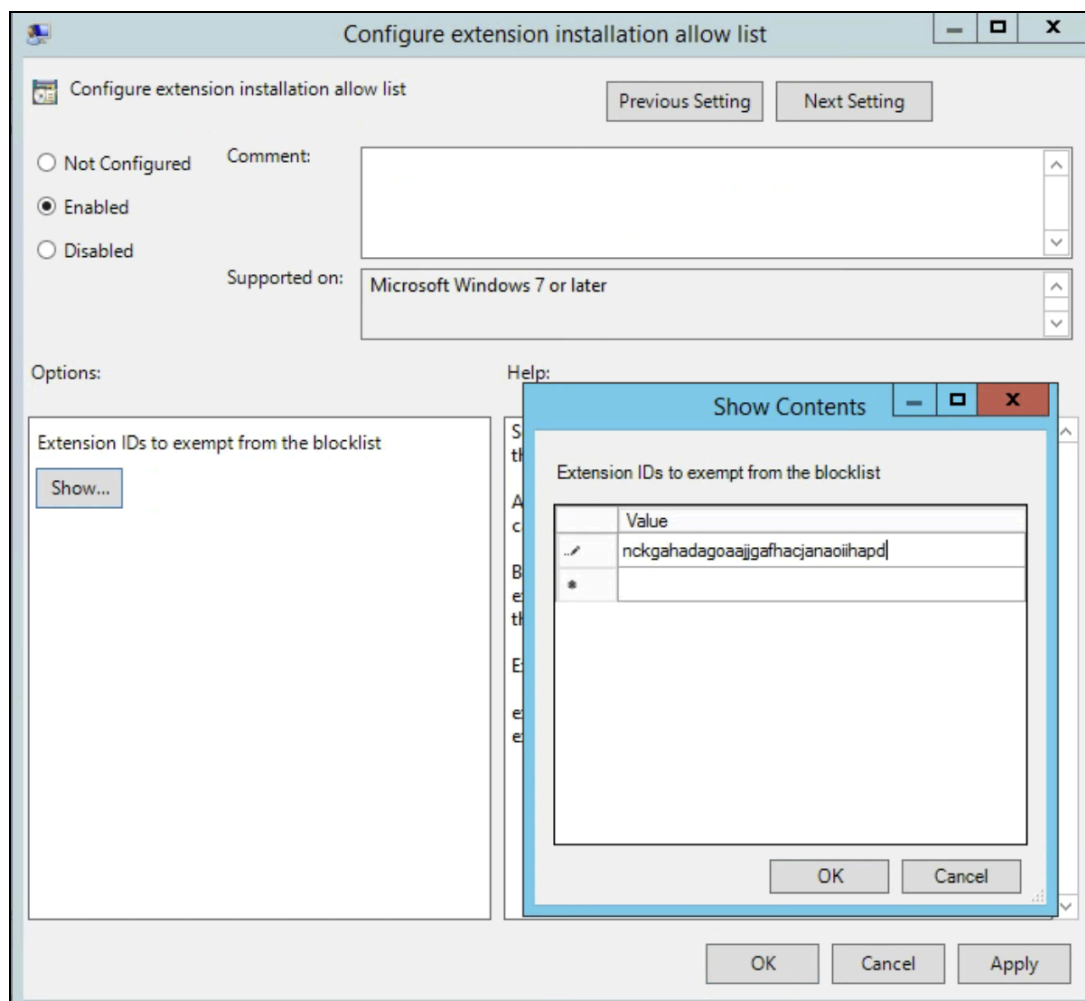 Configure extension installation allow list
Configure extension installation allow list
Previous Setting
Next Setting
Not Configured
Comment:
Enabled
Disabled
Supported on:
Microsoft Windows 7 or later
Options:
Help:
Extension IDs to exempt from the blocklist
Show...
Show Contents
Extension IDs to exempt from the blocklist
Value
nckgahadagoaajjgafhacjanaoiihapd
OK
Cancel
OK
Cancel
Apply